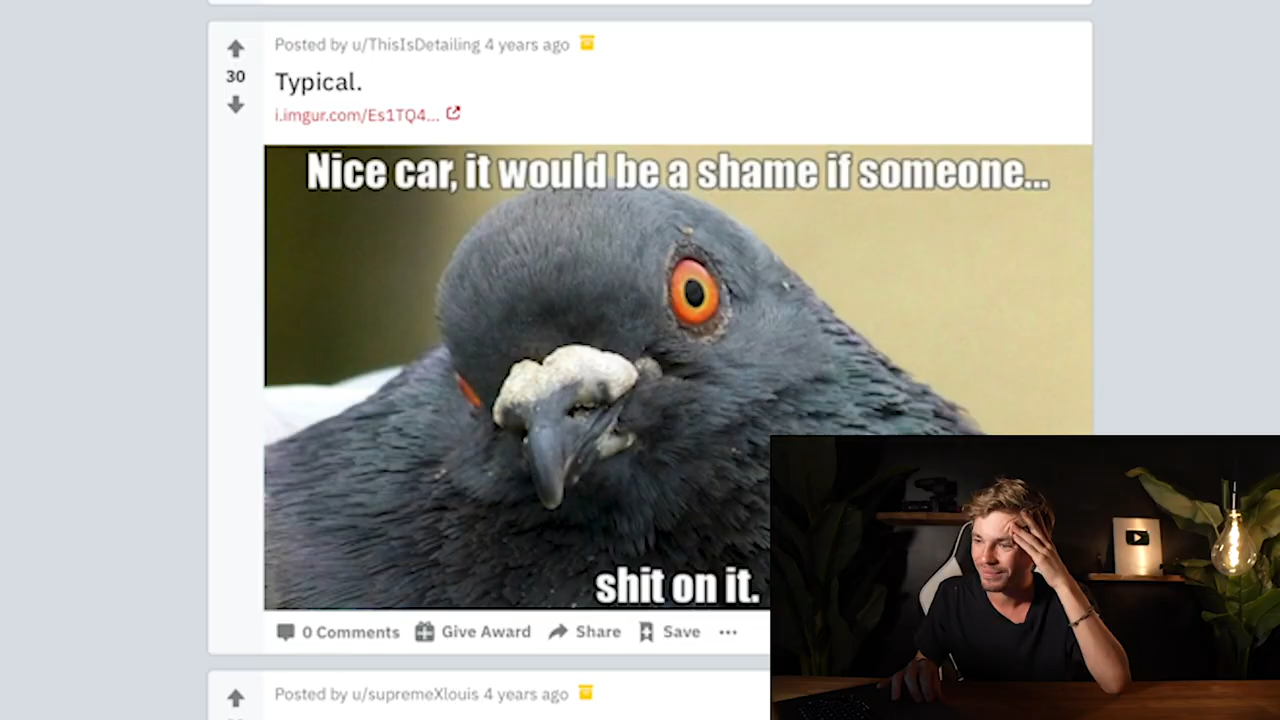 Posted by u/ThisIsDetailing 4 years ago
30
Typical.
i.imgur.com/Es1TQ4...
Nice car, it would be a shame if someone...
shit on it.
0 Comments Give Award Share Save ...
Posted by u/supremeXlouis 4 years ago